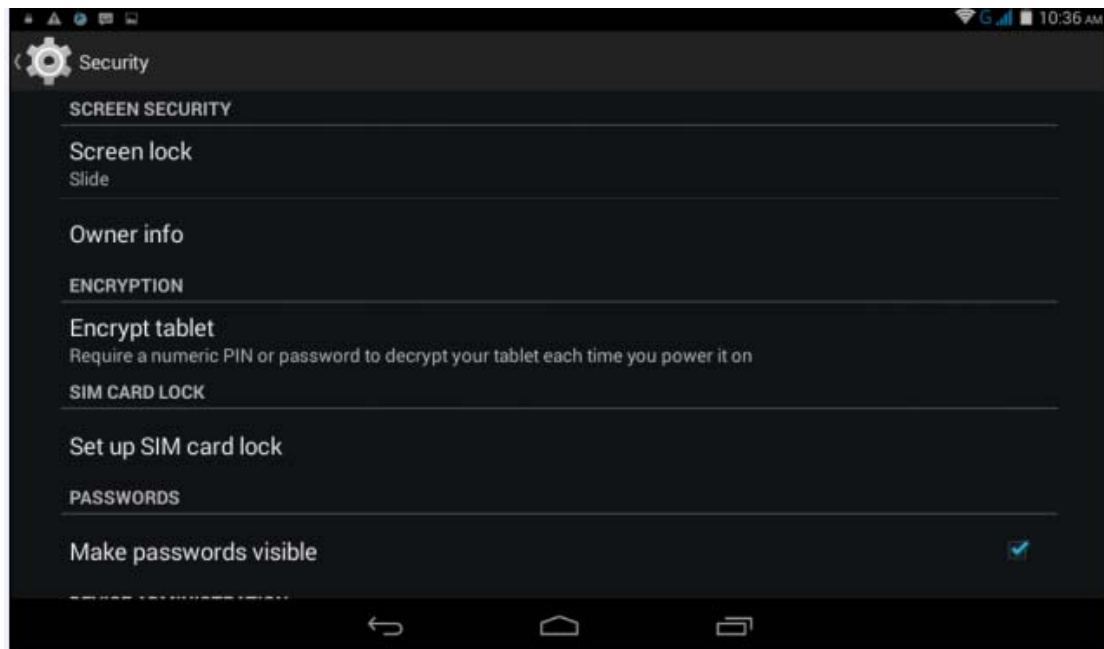 G 10:36 AM
Security
SCREEN SECURITY
Screen lock
Slide
Owner info
ENCRYPTION
Encrypt tablet
Require a numeric PIN or password to decrypt your tablet each time you power it on
SIM CARD LOCK
Set up SIM card lock
PASSWORDS
Make passwords visible